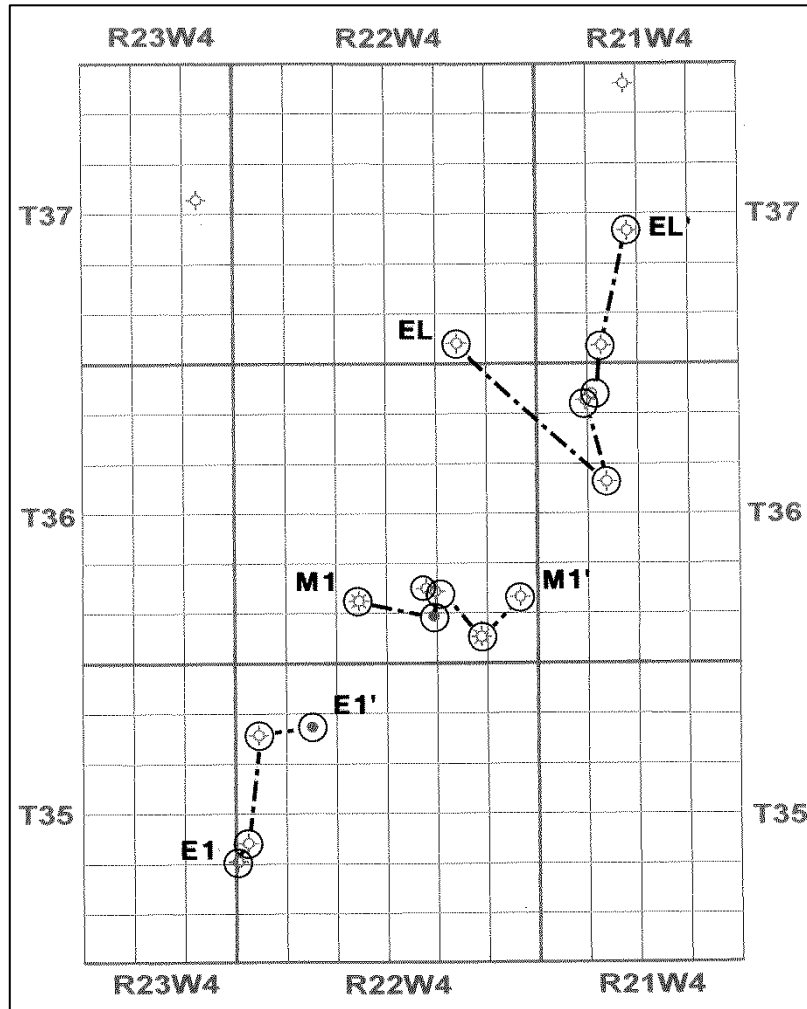 R23W4 R22W4 R21W4
T37 T37
EL'
EL
T36 T36
M1 M1'
E1'
T35 T35
E1
R23W4 R22W4 R21W4